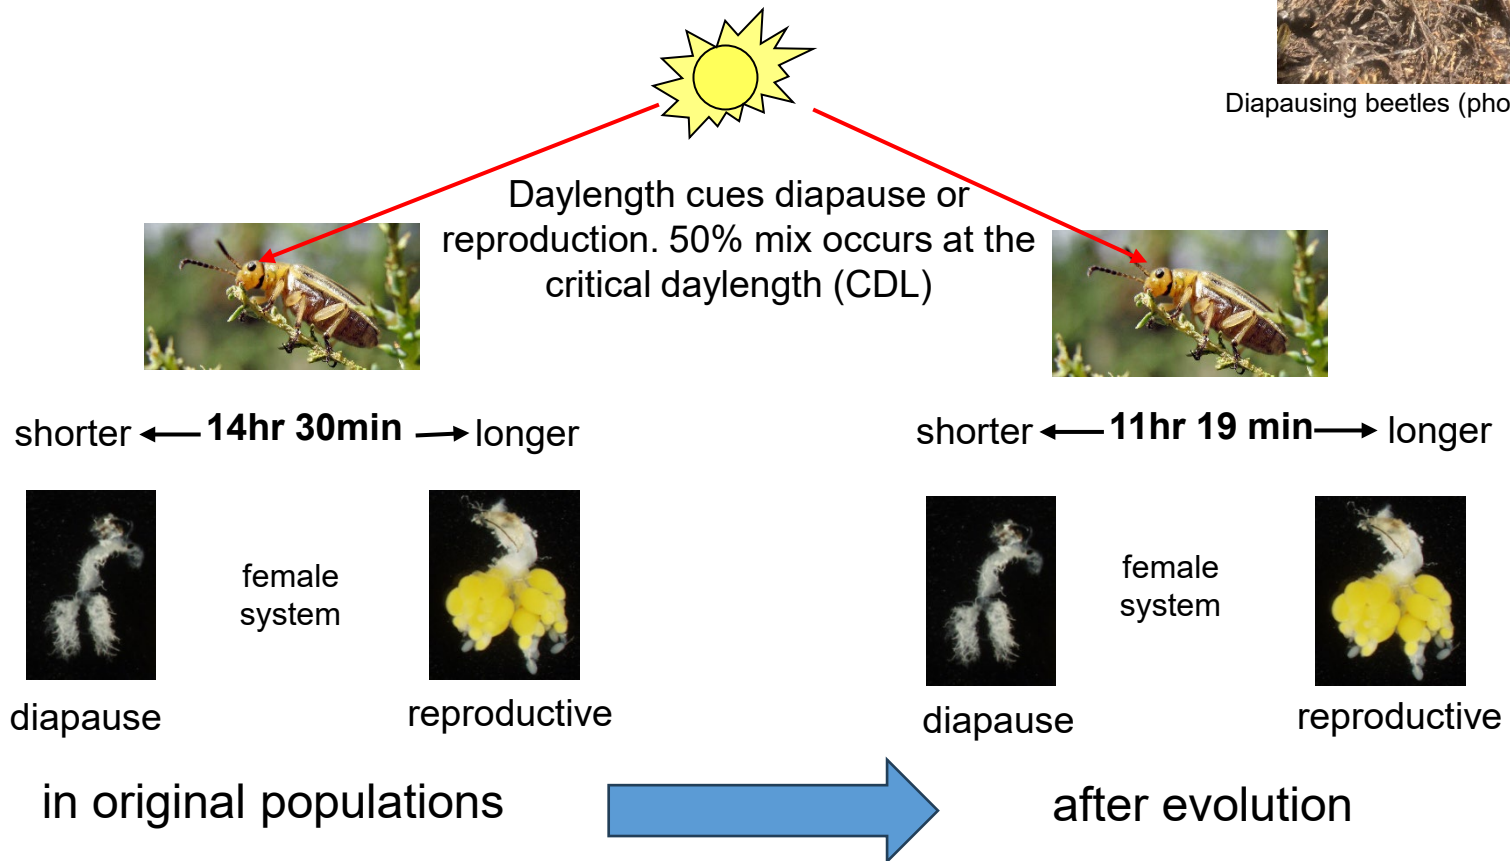 Diapausing beetles (pho
Daylength cues diapause or
reproduction. 50% mix occurs at the
critical daylength (CDL)
shorter 14hr 30min longer
shorter 11hr 19 min longer
female
system
female
system
diapause
reproductive
diapause
reproductive
in original populations
after evolution